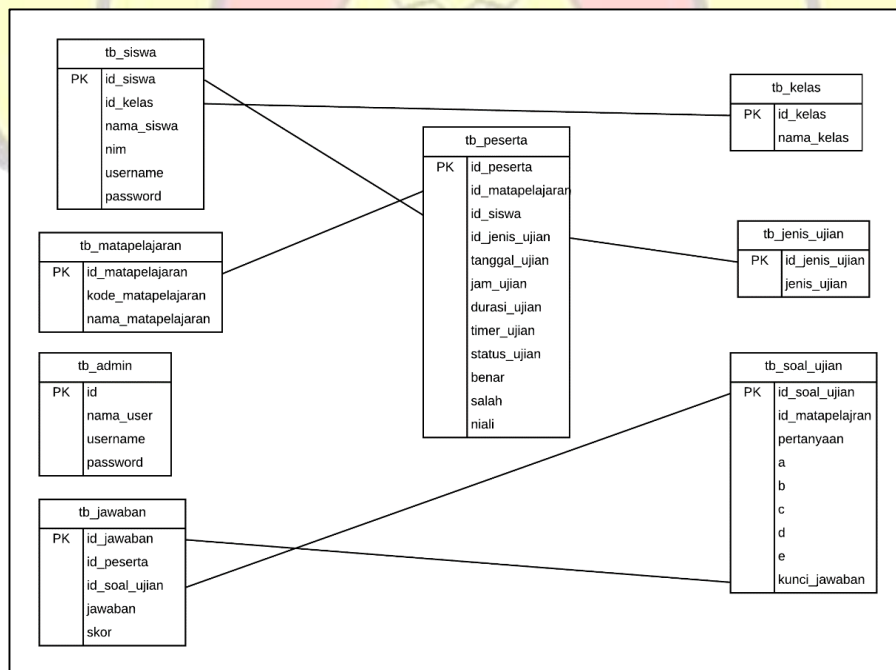 tb_siswa
PK id_siswa
id_kelas
nama_siswa
nim
username
password
tb_matapelajaran
PK id_matapelajaran
kode_matapelajaran
nama_matapelajaran
tb_admin
PK id
nama_user
username
password
tb_jawaban
PK id_jawaban
id_peserta
id_soal_ujian
jawaban
skor
tb_peserta
PK id_peserta
id_matapelajaran
id_siswa
id_jenis_ujian
tanggal_ujian
jam_ujian
durasi_ujian
timer_ujian
status_ujian
benar
salah
niali
tb_kelas
PK id_kelas
nama_kelas
tb_jenis_ujian
PK id_jenis_ujian
jenis_ujian
tb_soal_ujian
PK id_soal_ujian
id_matapelajran
pertanyaan
a
b
c
d
e
kunci_jawaban